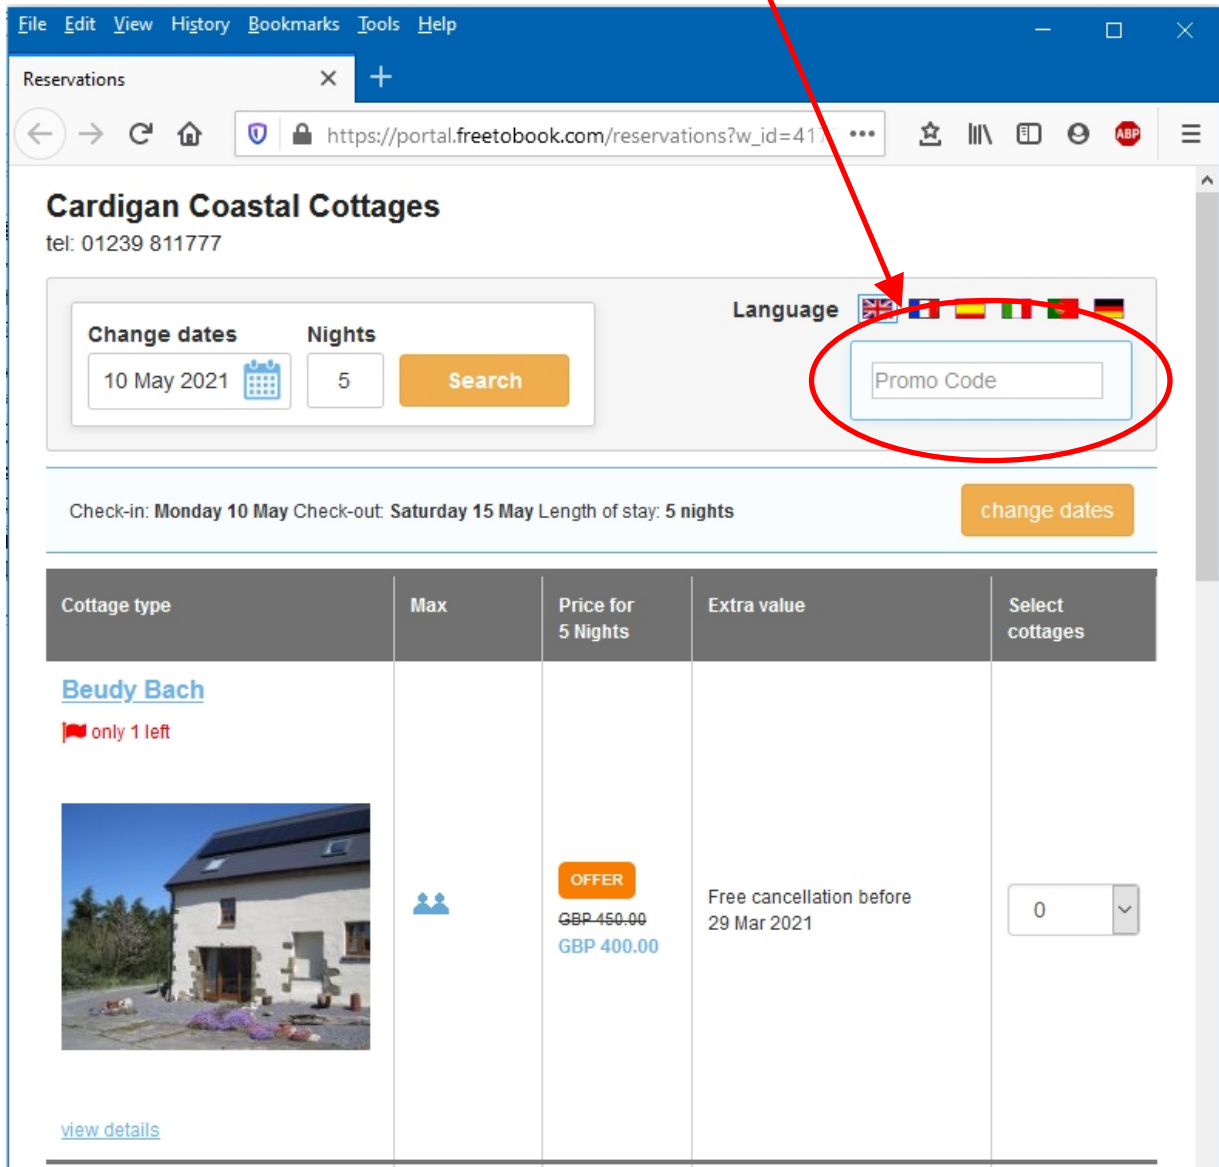 File Edit View History Bookmarks Tools Help
Reservations
https://portal.freetobook.com/reservations?w_id=417
ABP
Cardigan Coastal Cottages
tel: 01239 811777
Language
Change dates Nights
10 May 2021 5 Search
Promo Code
Check-in: Monday 10 May Check-out: Saturday 15 May Length of stay: 5 nights
change dates
Cottage type Max Price for Extra value Select
5 Nights cottages
Beudy Bach
only 1 left
OFFER
GBP 450.00
GBP 400.00
Free cancellation before
29 Mar 2021
0
view details